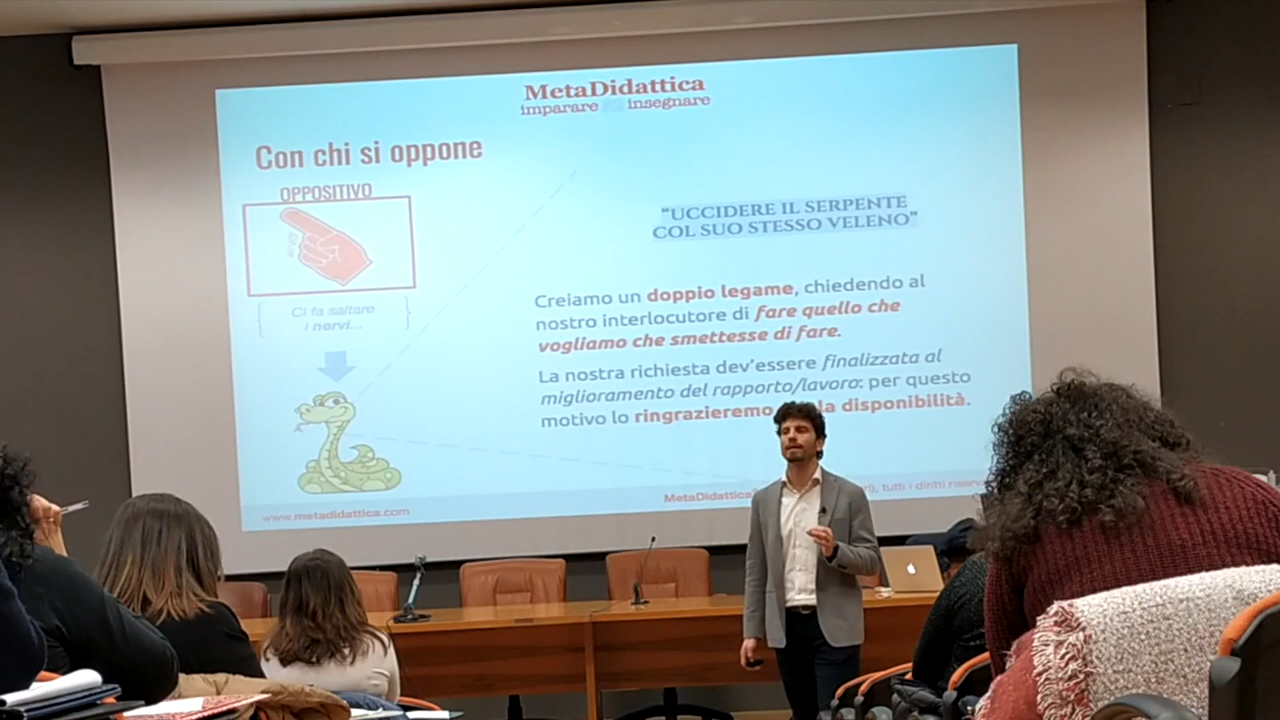 MetaDidattica
imparare ad insegnare
Con chi si oppone
OPPOSITIVO
Ci fa saltare
i nervi...
"UCCIDERE IL SERPENTE
COL SUO STESSO VELENO"
Creiamo un doppio legame, chiedendo al
nostro interlocutore di fare quello che
vogliamo che smettesse di fare.
La nostra richiesta dev'essere finalizzata al
miglioramento del rapporto/lavoro: per questo
motivo lo ringrazieremo la disponibilità.
www.metadidattica.com
MetaDidattica tutti i diritti